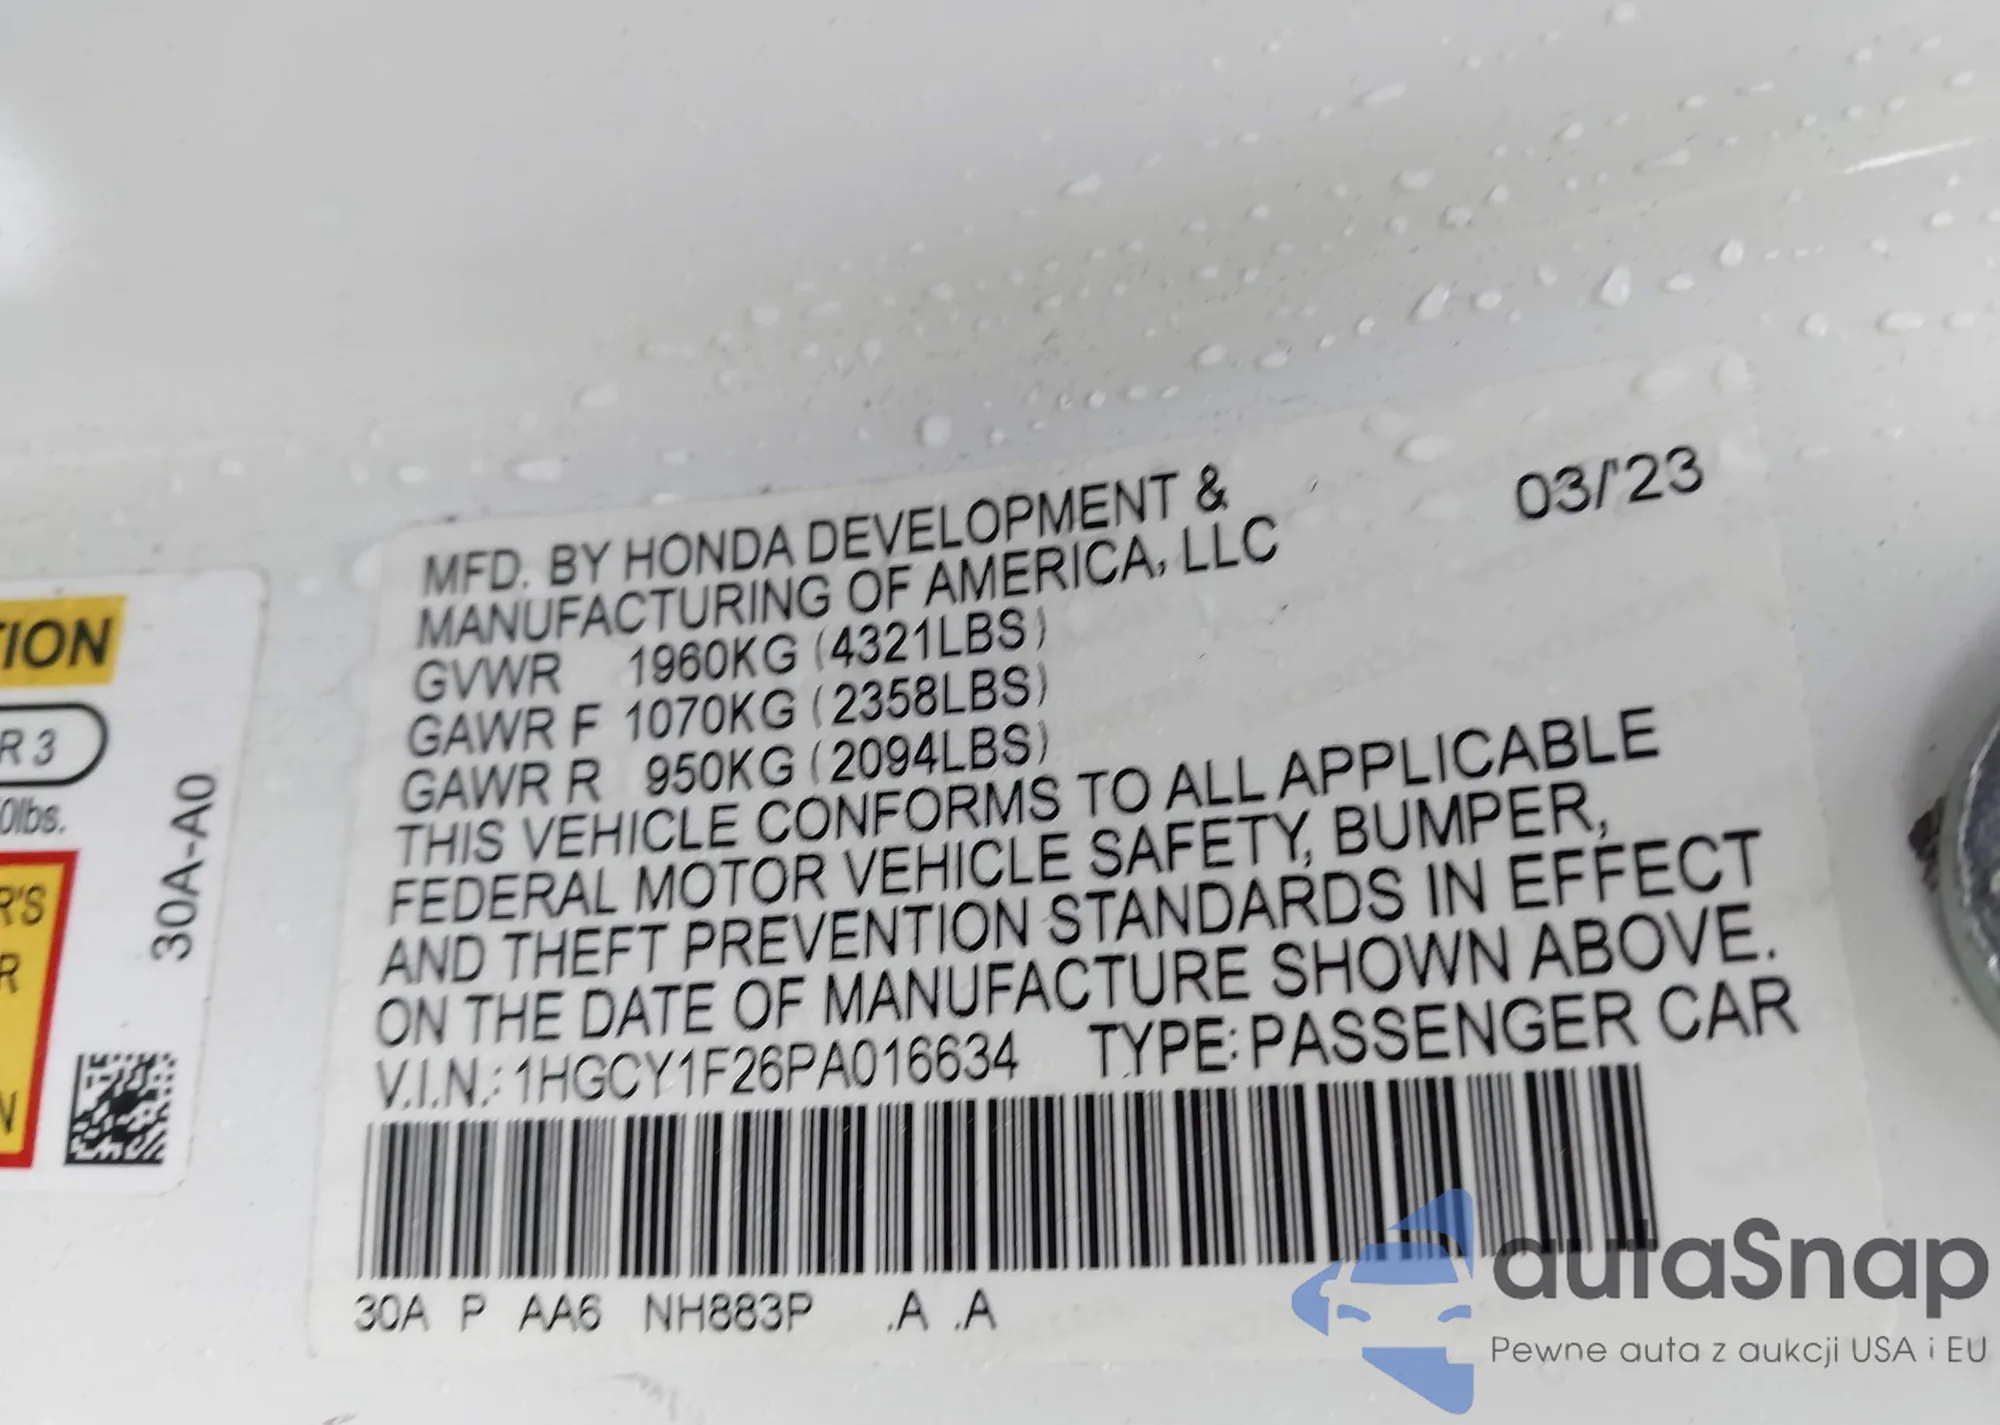 MFD. BY HONDA DEVELOPMENT &
MANUFACTURING OF AMERICA, LLC
03/'23
GVWR 1960KG (4321LBS)
GAWR F 1070KG (2358LBS)
GAWR R 950KG (2094LBS)
THIS VEHICLE CONFORMS TO ALL APPLICABLE
FEDERAL MOTOR VEHICLE SAFETY, BUMPER,
AND THEFT PREVENTION STANDARDS IN EFFECT
ON THE DATE OF MANUFACTURE SHOWN ABOVE.
V.I.N.: 1HGCY1F26PA016634 TYPE: PASSENGER CAR
30A P AA6 NH883P .A .A
TION
R 3
0lbs.
R'S
R
N
30A-A0
autaSnap
Pewne auta z aukcji USA i EU